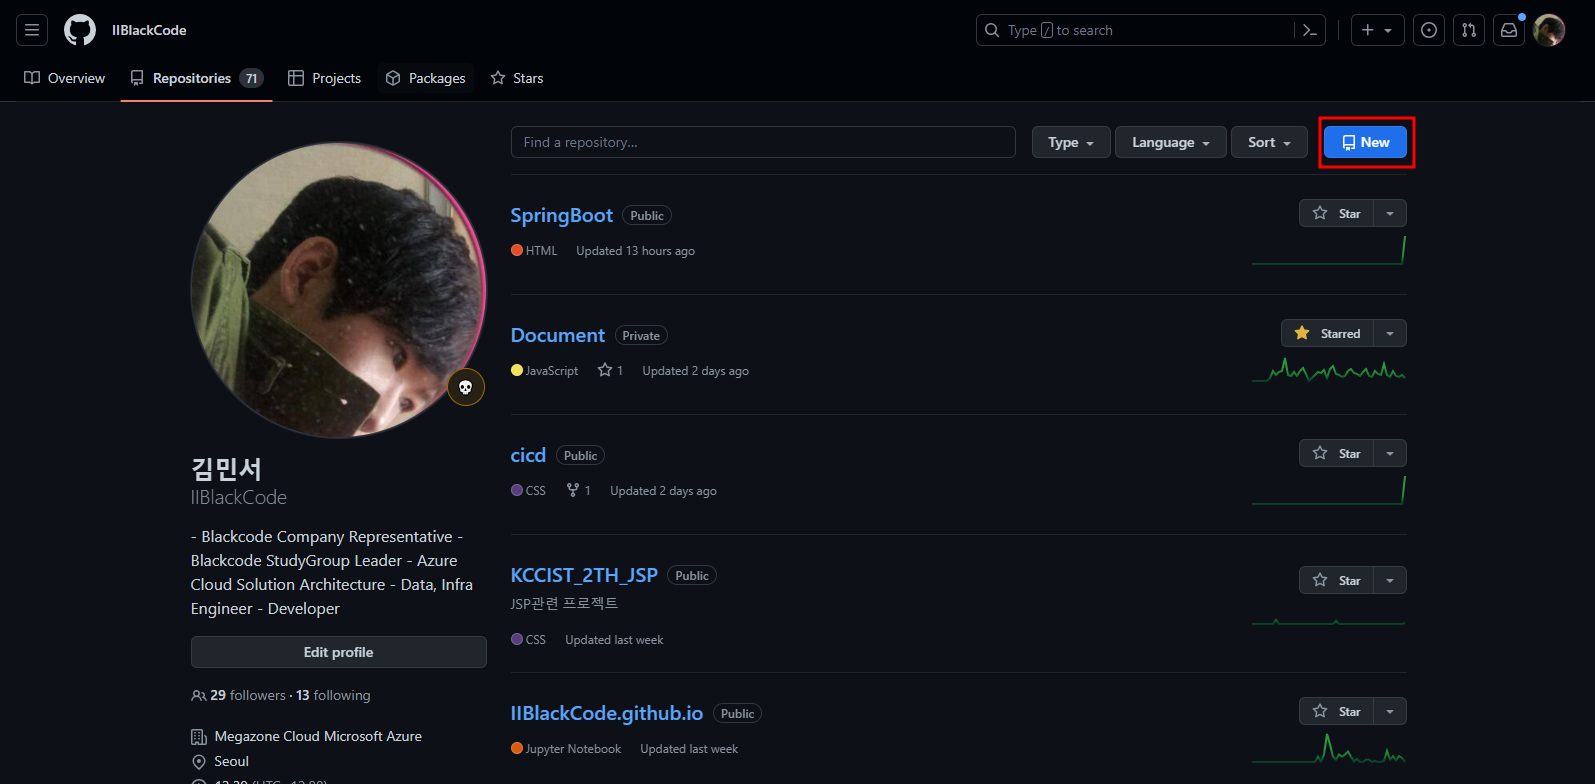 IIBlackCode
Type / to search
Overview Repositories 71 Projects Packages Stars
Find a repository... Type Language Sort New
SpringBoot Public Star
HTML Updated 13 hours ago
Document Private Starred
JavaScript 1 Updated 2 days ago
cicd Public Star
CSS 1 Updated 2 days ago
KCCIST_2TH_JSP Public Star
JSP관련 프로젝트
CSS Updated last week
IIBlackCode.github.io Public Star
Jupyter Notebook Updated last week
김민서
IIBlackCode
- Blackcode Company Representative -
Blackcode StudyGroup Leader - Azure
Cloud Solution Architecture - Data, Infra
Engineer - Developer
Edit profile
29 followers · 13 following
Megazone Cloud Microsoft Azure
Seoul